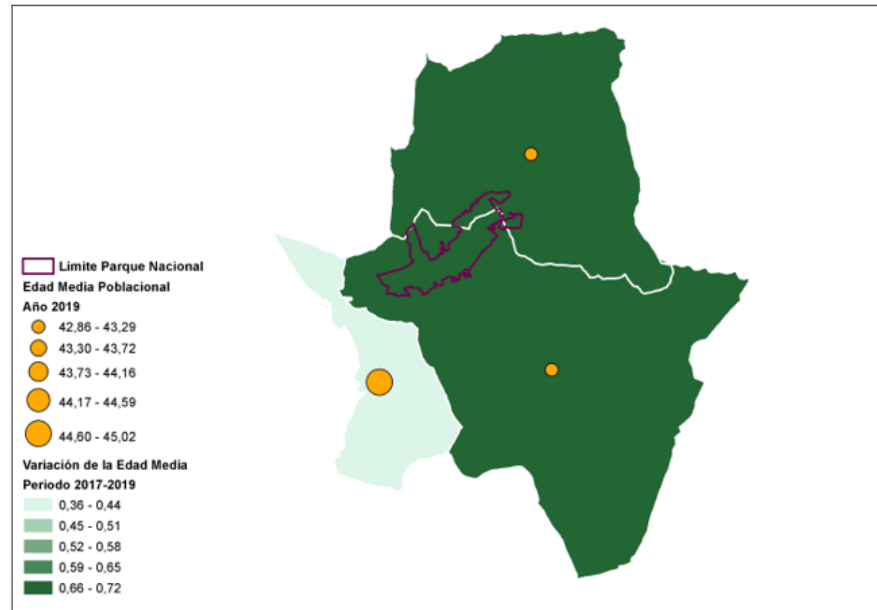 Limite Parque Nacional
Edad Media Poblacional
Año 2019
42,86 - 43,29
43,30 - 43,72
43,73 - 44,16
44,17 - 44,59
44,60 - 45,02
Variación de la Edad Media
Periodo 2017-2019
0,36 - 0,44
0,45 - 0,51
0,52 - 0,58
0,59 - 0,65
0,66 - 0,72